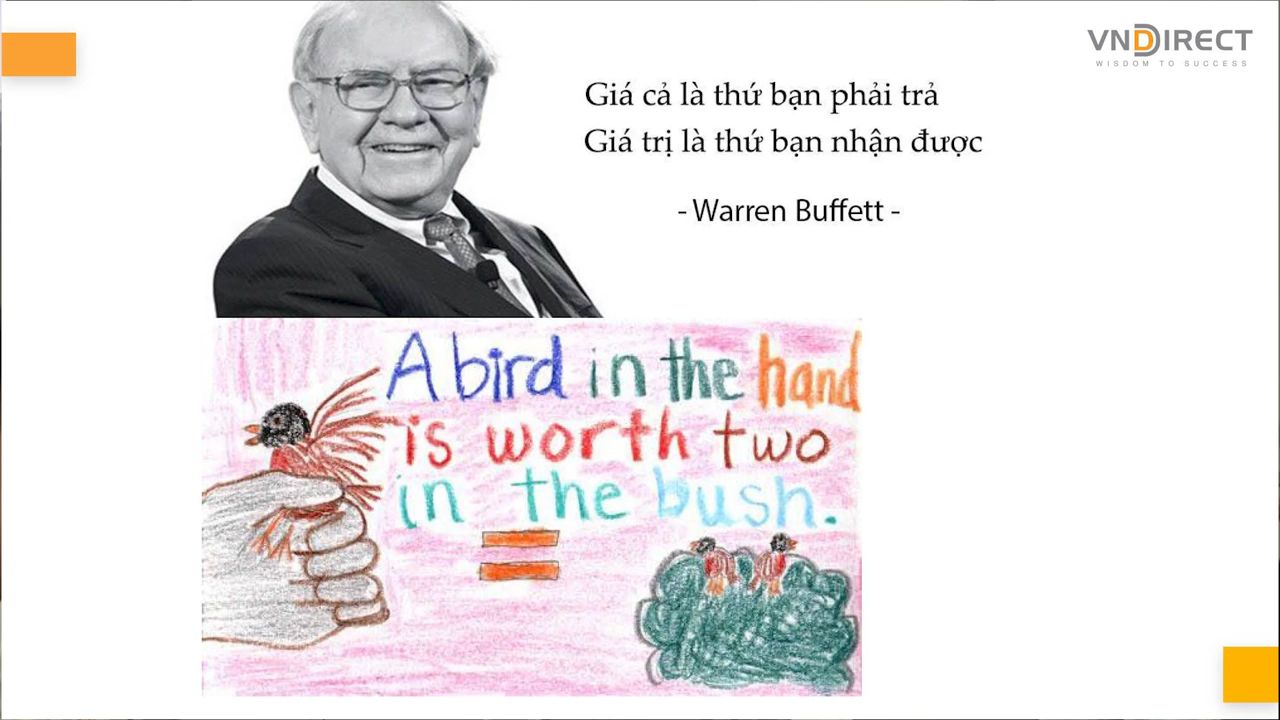 VNDIRECT
WISDOM TO SUCCESS
Giá cả là thứ bạn phải trả
Giá trị là thứ bạn nhận được
- Warren Buffett -
A bird in the hand
is worth two
in the bush.